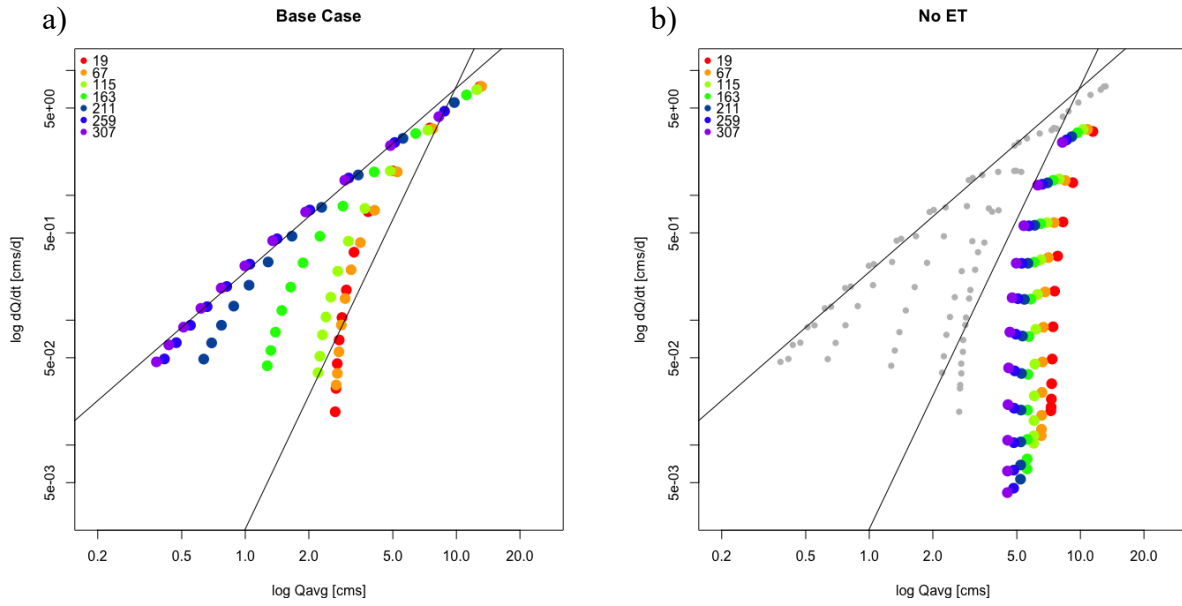 a)
Base Case
19
67
115
163
211
259
307
log dQ/dt [cms/d]
5e+00
5e-01
5e-02
5e-03
0.2
0.5
1.0
2.0
5.0
10.0
20.0
log Qavg [cms]
b)
No ET
19
67
115
163
211
259
307
log dQ/dt [cms/d]
5e+00
5e-01
5e-02
5e-03
0.2
0.5
1.0
2.0
5.0
10.0
20.0
log Qavg [cms]